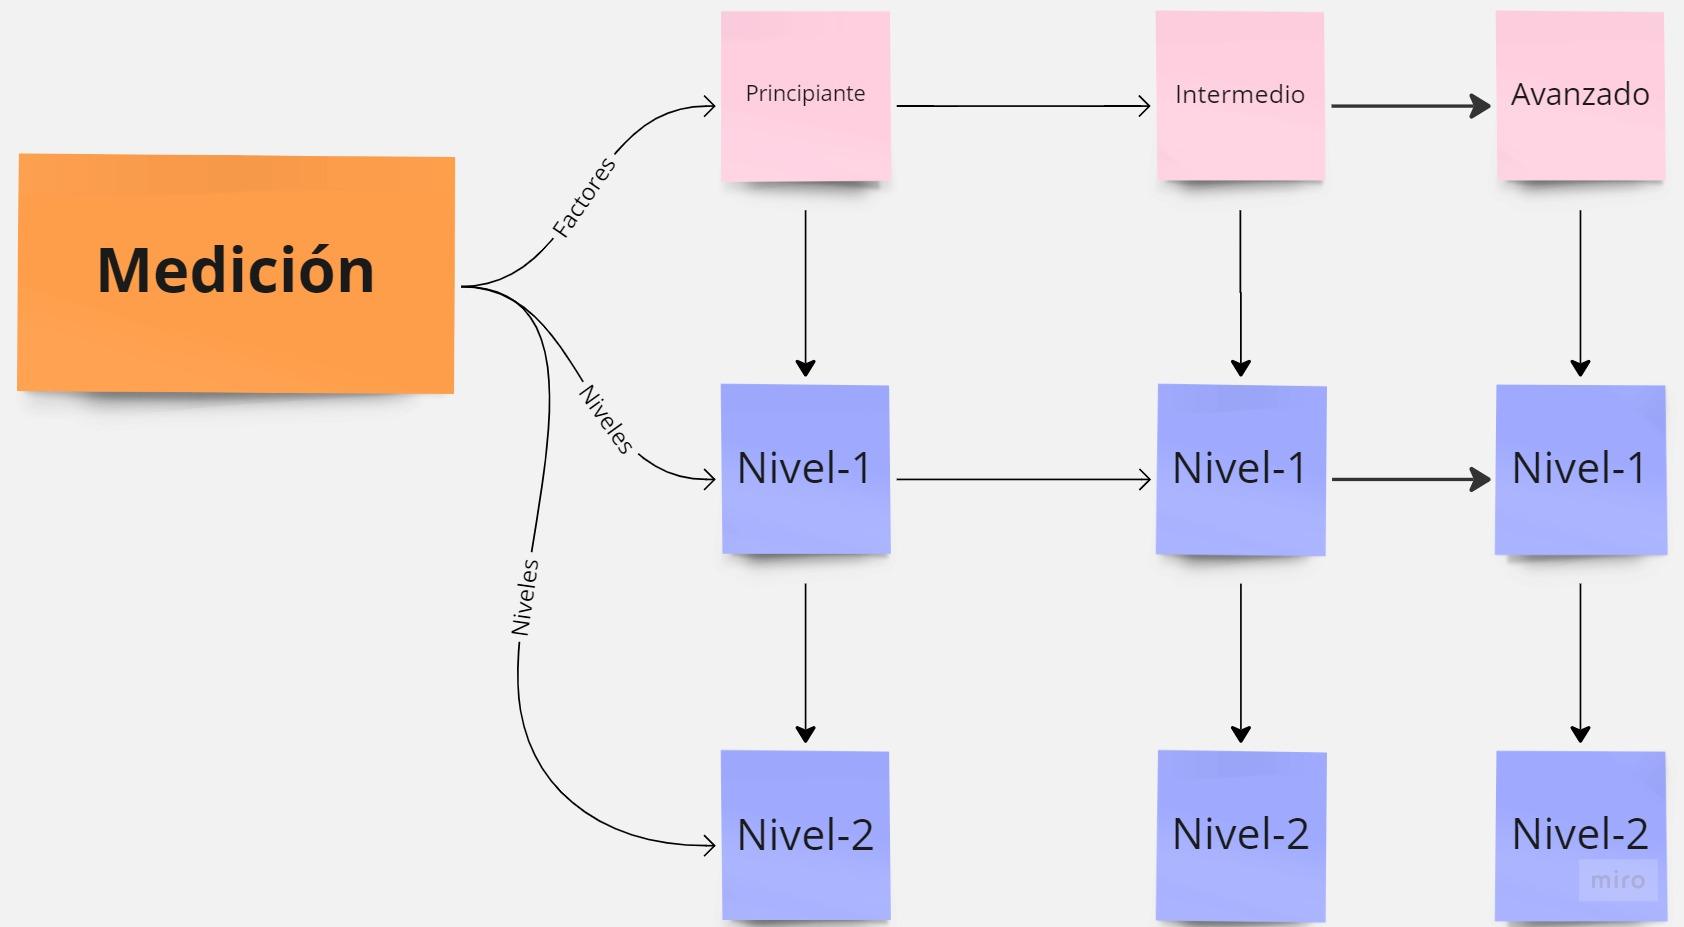 Principiante
Intermedio
Avanzado
Factores
Medición
Niveles
Nivel-1
Nivel-1
Nivel-1
Niveles
Nivel-2
Nivel-2
Nivel-2
miro